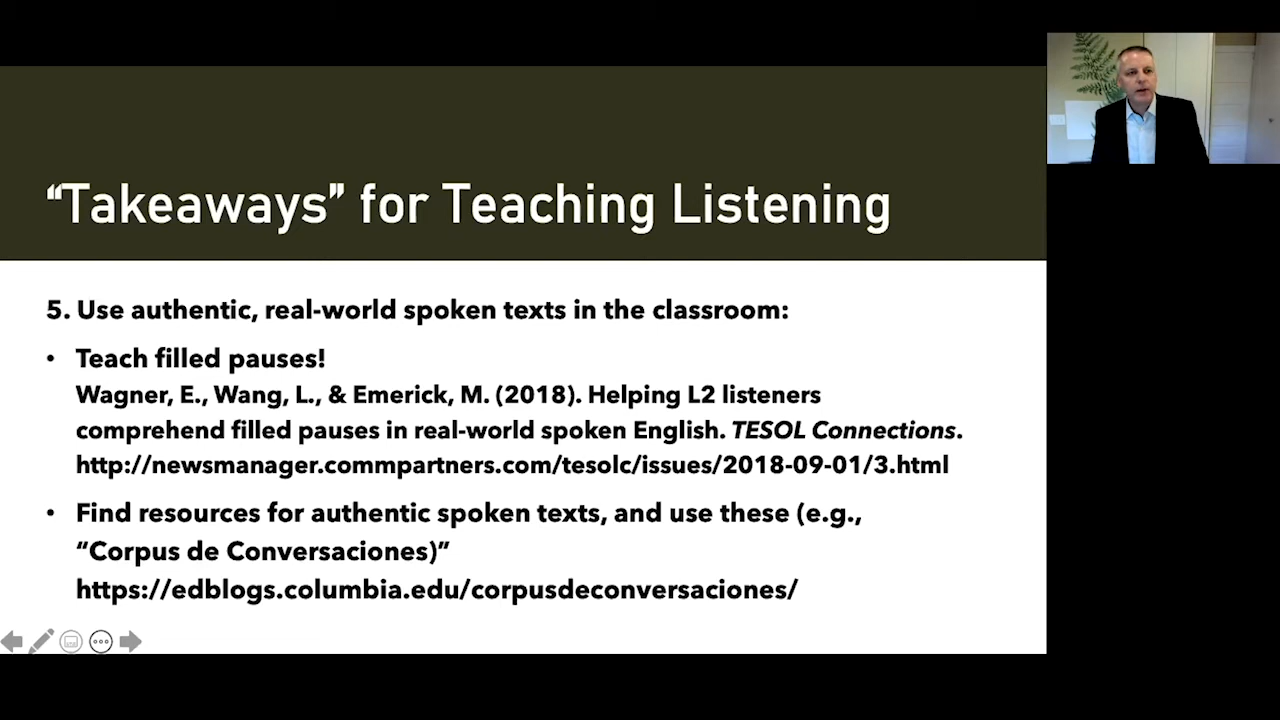 “Takeaways” for Teaching Listening
5. Use authentic, real-world spoken texts in the classroom:
• Teach filled pauses!
Wagner, E., Wang, L., & Emerick, M. (2018). Helping L2 listeners
comprehend filled pauses in real-world spoken English. TESOL Connections.
http://newsmanager.commpartners.com/tesolc/issues/2018-09-01/3.html
• Find resources for authentic spoken texts, and use these (e.g.,
“Corpus de Conversaciones)”
https://edblogs.columbia.edu/corpusdeconversaciones/